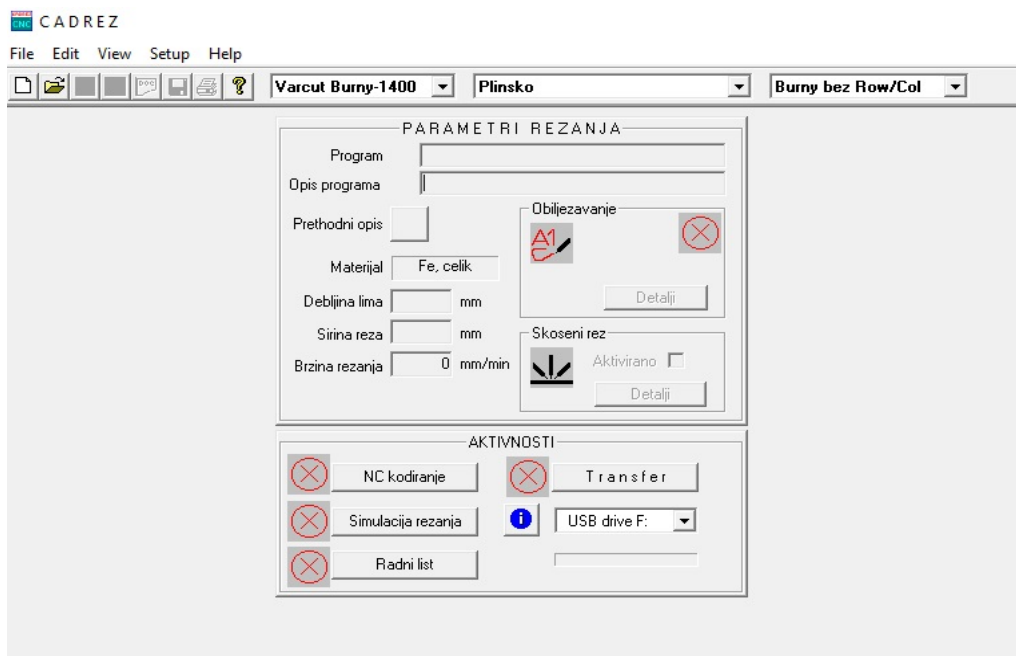 CNC CADREZ
File Edit View Setup Help
Varcut Burny-1400 Plinsko Burny bez Row/Col
PARAMETRI REZANJA
Program
Opis programa
Prethodni opis
Obiljezavanje
A1
Materijal Fe, celik
Detalji
Debljina lima mm
Sirina reza mm
Skoseni rez
Brzina rezanja 0 mm/min
Aktivirano
Detalji
AKTIVNOSTI
NC kodiranje Transfer
Simulacija rezanja USB drive F:
Radni list